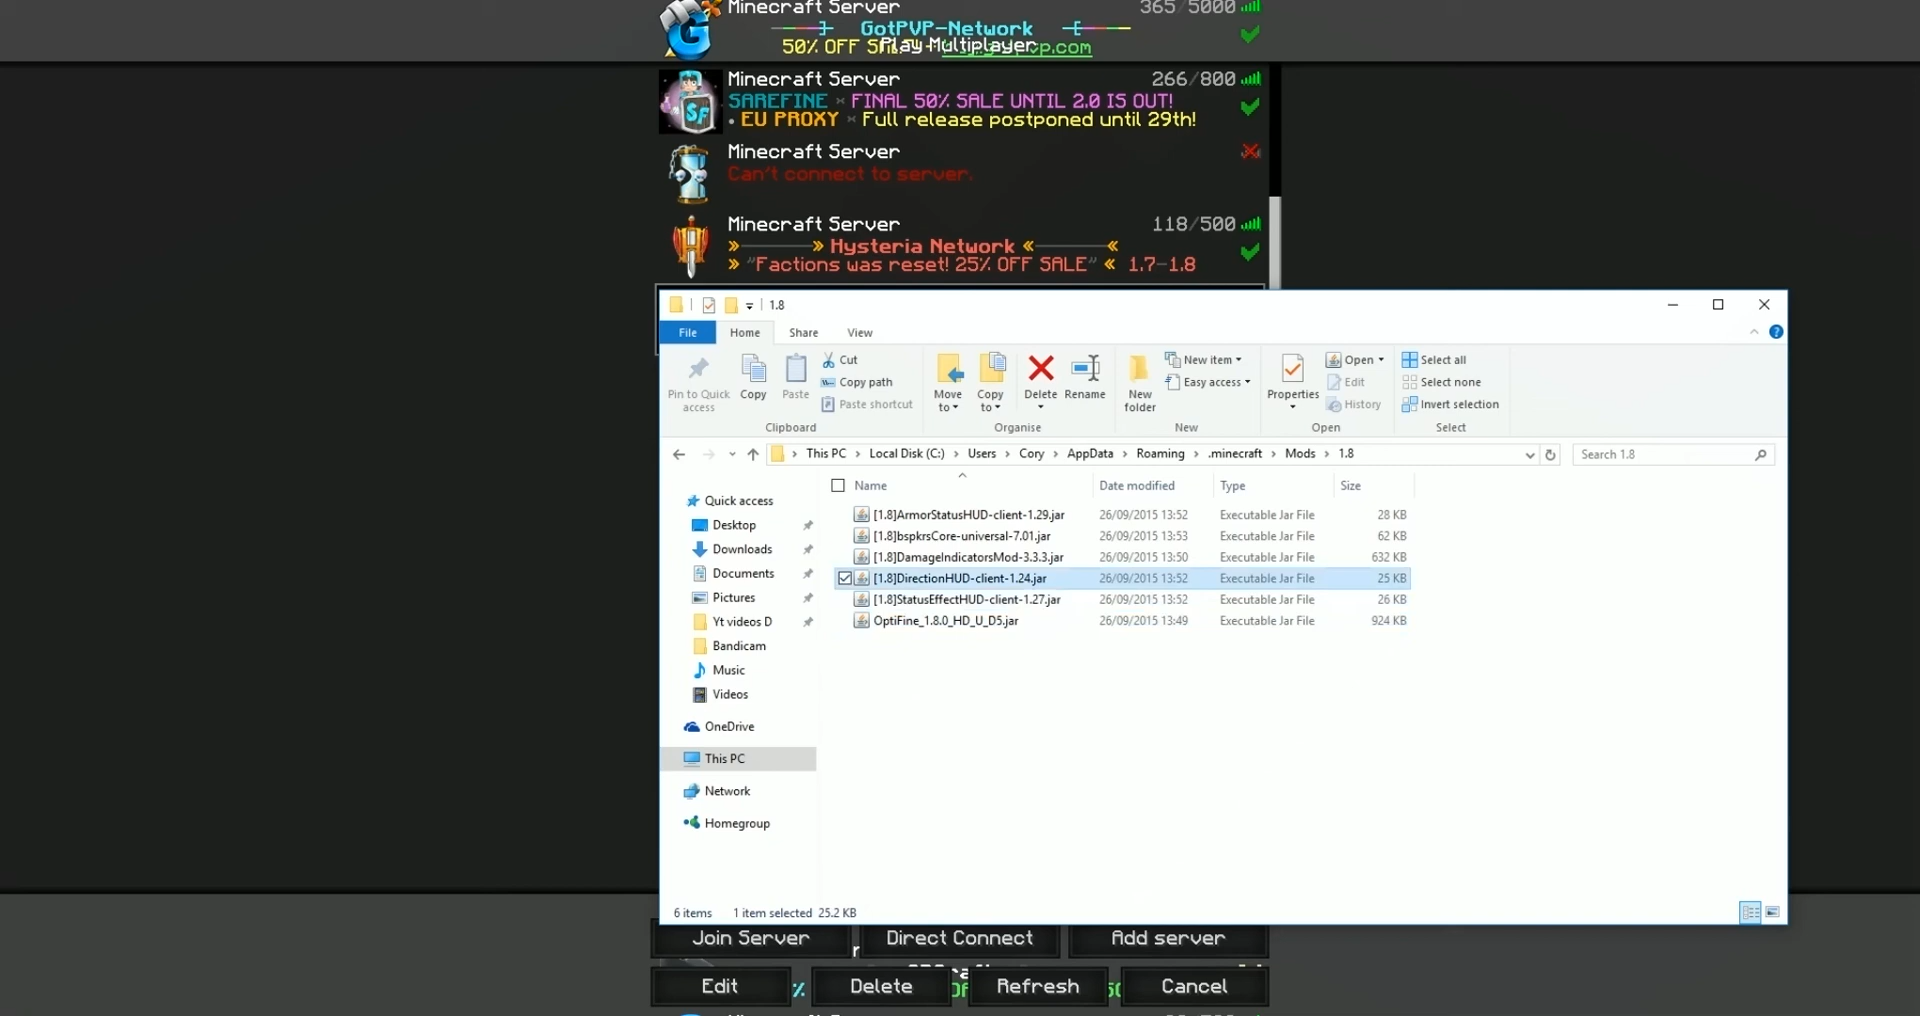 Minecraft Server 365/5000
GotPVP-Network
50% OFF
Play Multiplayer
Minecraft Server 266/800
SAREFINE × FINAL 50% SALE UNTIL 2.0 IS OUT!
• EU PROXY × Full release postponed until 29th!
Minecraft Server
Can't connect to server.
Minecraft Server 118/500
» » Hysteria Network « «
» "Factions was reset! 25% OFF SALE" « 1.7-1.8
1.8
File Home Share View
Pin to Quick access
Copy
Paste
Cut
Copy path
Paste shortcut
Clipboard
Move to
Copy to
Delete
Rename
Organise
New folder
New item
Easy access
New
Properties
Open
Edit
History
Open
Select all
Select none
Invert selection
Select
This PC > Local Disk (C:) > Users > Cory > AppData > Roaming > .minecraft > Mods > 1.8
Search 1.8
Quick access
Desktop
Downloads
Documents
Pictures
Yt videos D
Bandicam
Music
Videos
OneDrive
This PC
Network
Homegroup
Name Date modified Type Size
[1.8]ArmorStatusHUD-client-1.29.jar 26/09/2015 13:52 Executable Jar File 28 KB
[1.8]bspkrsCore-universal-7.01.jar 26/09/2015 13:53 Executable Jar File 62 KB
[1.8]DamageIndicatorsMod-3.3.3.jar 26/09/2015 13:50 Executable Jar File 632 KB
[1.8]DirectionHUD-client-1.24.jar 26/09/2015 13:52 Executable Jar File 25 KB
[1.8]StatusEffectHUD-client-1.27.jar 26/09/2015 13:52 Executable Jar File 26 KB
OptiFine_1.8.0_HD_U_D5.jar 26/09/2015 13:49 Executable Jar File 924 KB
6 items 1 item selected 25.2 KB
Join Server Direct Connect Add server
Edit Delete Refresh Cancel